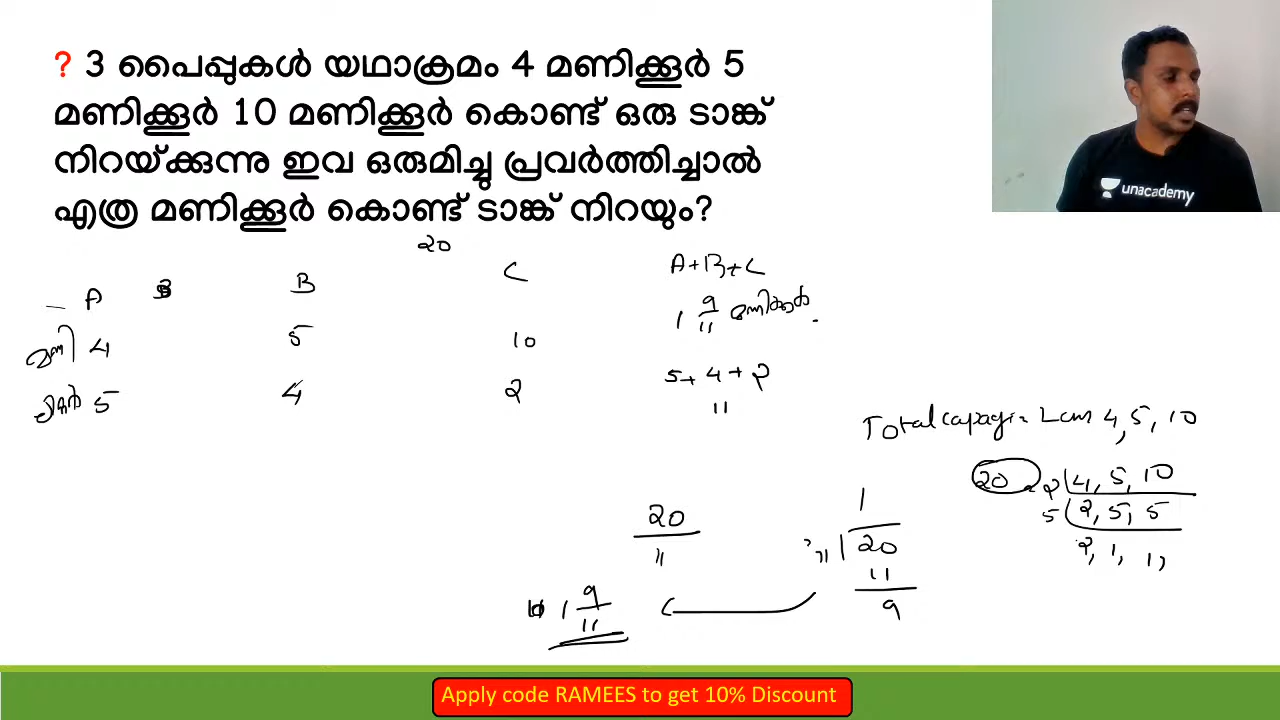 ? 3 പൈപ്പുകൾ യഥാക്രമം 4 മണിക്കൂർ 5
മണിക്കൂർ 10 മണിക്കൂർ കൊണ്ട് ഒരു ടാങ്ക്
നിറയ്ക്കുന്നു ഇവ ഒരുമിച്ചു പ്രവർത്തിച്ചാൽ
എത്ര മണിക്കൂർ കൊണ്ട് ടാങ്ക് നിറയും?
unacademy
20
A B C A+B+C
4 5 10 1 9/11 മണിക്കൂർ
5 4 2 5+4+2
11
Total = Lcm 4, 5, 10
20 2 4, 5, 10
5 2, 5, 5
2, 1, 1,
20/11
1
11 20
11
9
1 9/11
Apply code RAMEES to get 10% Discount